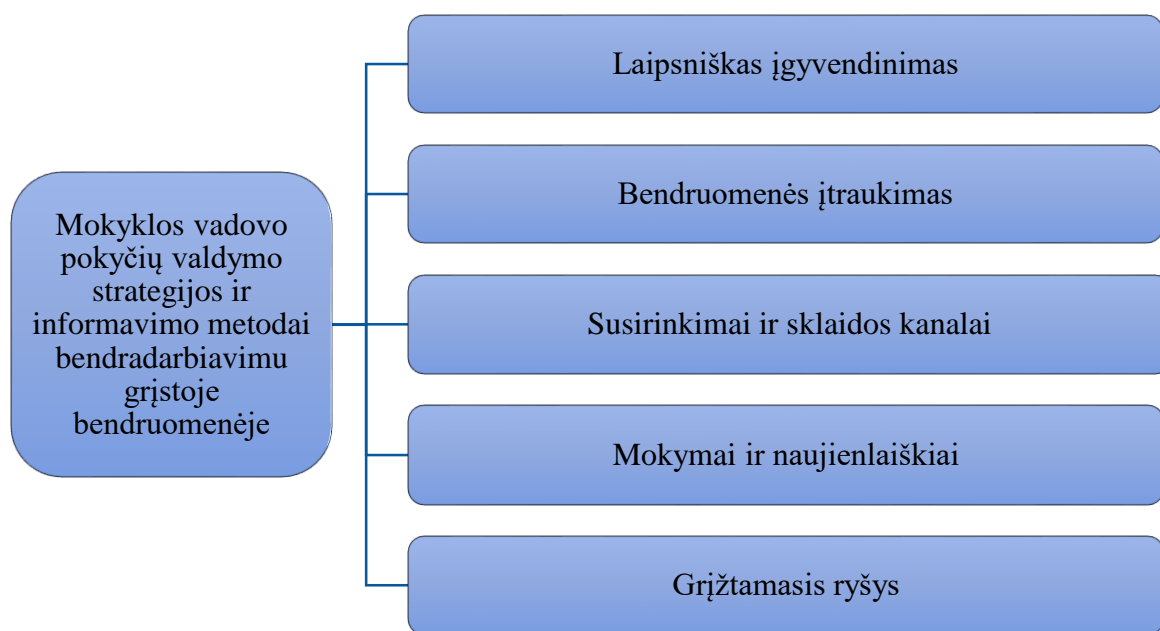 Mokyklos vadovo
pokyčių valdymo
strategijos ir
informavimo metodai
bendradarbiavimu
grįstoje
bendruomenėje
Laipsniškas įgyvendinimas
Bendruomenės įtraukimas
Susirinkimai ir sklaidos kanalai
Mokymai ir naujienlaiškiai
Grįžtamasis ryšys